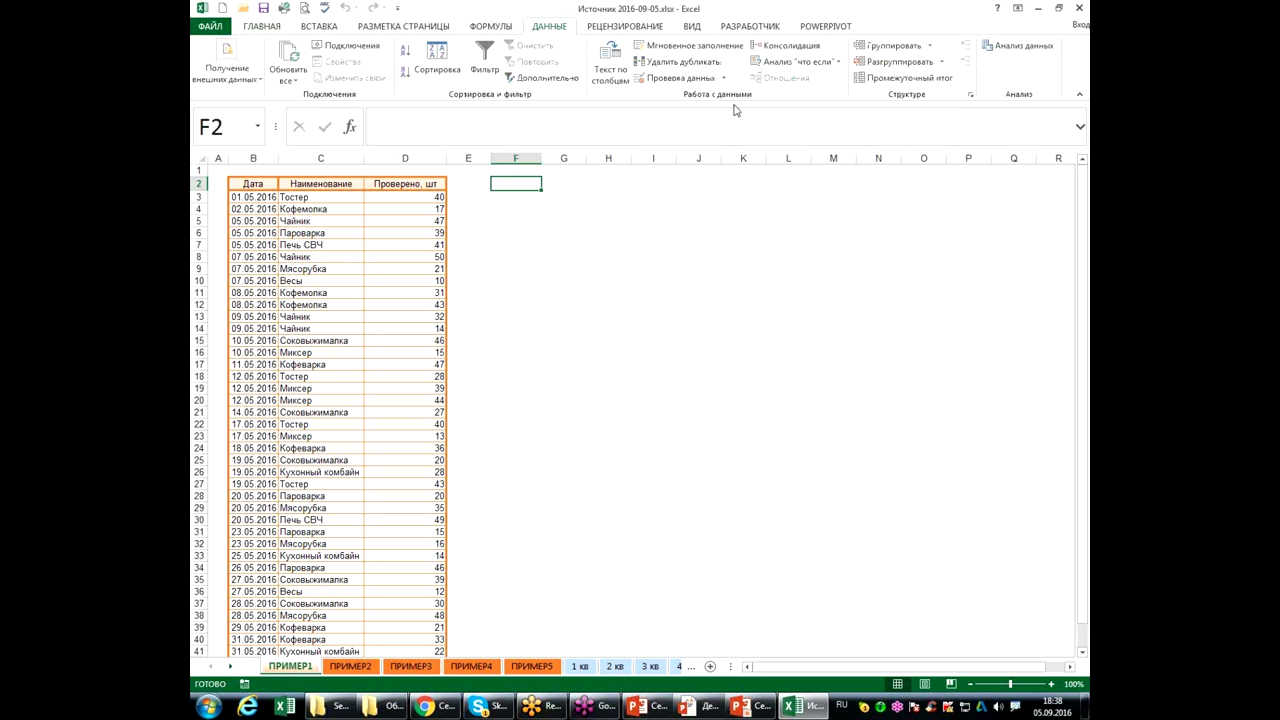 Источник 2016-09-05.xlsx - Excel
ФАЙЛ ГЛАВНАЯ ВСТАВКА РАЗМЕТКА СТРАНИЦЫ ФОРМУЛЫ ДАННЫЕ РЕЦЕНЗИРОВАНИЕ ВИД РАЗРАБОТЧИК POWERPIVOT Вход
Получение внешних данных
Обновить все
Подключения
Свойства
Изменить связи
Подключения
Сортировка
Фильтр
Очистить
Повторить
Дополнительно
Сортировка и фильтр
Текст по столбцам
Мгновенное заполнение
Удалить дубликаты
Проверка данных
Консолидация
Анализ "что если"
Отношения
Работа с данными
Группировать
Разгруппировать
Промежуточный итог
Структура
Анализ данных
Анализ
F2 fx
A B C D E F G H I J K L M N O P Q R
1
2 Дата Наименование Проверено, шт
3 01.05.2016 Тостер 40
4 02.05.2016 Кофемолка 17
5 05.05.2016 Чайник 47
6 05.05.2016 Пароварка 39
7 05.05.2016 Печь СВЧ 41
8 07.05.2016 Чайник 50
9 07.05.2016 Мясорубка 21
10 07.05.2016 Весы 10
11 08.05.2016 Кофемолка 31
12 08.05.2016 Кофемолка 43
13 09.05.2016 Чайник 32
14 09.05.2016 Чайник 14
15 10.05.2016 Соковыжималка 46
16 10.05.2016 Миксер 15
17 11.05.2016 Кофеварка 47
18 12.05.2016 Тостер 28
19 12.05.2016 Миксер 39
20 12.05.2016 Миксер 44
21 14.05.2016 Соковыжималка 27
22 17.05.2016 Тостер 40
23 17.05.2016 Миксер 13
24 18.05.2016 Кофеварка 36
25 19.05.2016 Соковыжималка 20
26 19.05.2016 Кухонный комбайн 28
27 19.05.2016 Тостер 43
28 20.05.2016 Пароварка 20
29 20.05.2016 Мясорубка 35
30 20.05.2016 Печь СВЧ 49
31 23.05.2016 Пароварка 15
32 23.05.2016 Мясорубка 16
33 25.05.2016 Кухонный комбайн 14
34 26.05.2016 Пароварка 46
35 27.05.2016 Соковыжималка 39
36 27.05.2016 Весы 12
37 28.05.2016 Соковыжималка 30
38 28.05.2016 Мясорубка 48
39 29.05.2016 Кофеварка 21
40 31.05.2016 Кофеварка 33
41 31.05.2016 Кухонный комбайн 22
ПРИМЕР1 ПРИМЕР2 ПРИМЕР3 ПРИМЕР4 ПРИМЕР5 1 кв 2 кв 3 кв 4 ...
ГОТОВО 100%
Se... Об... Се... Sk... Re... Go... Се... Де... Се... Ис... RU 18:38
05.09.2016